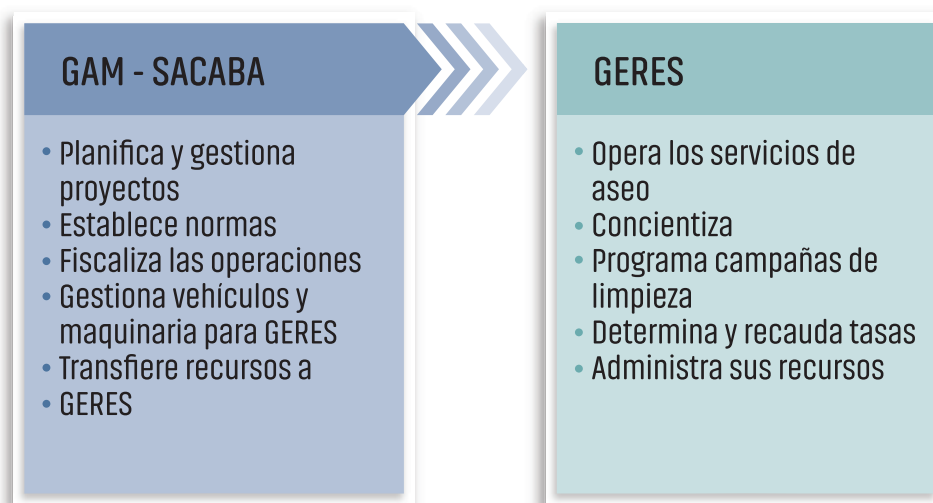 GAM - SACABA
• Planifica y gestiona
proyectos
• Establece normas
• Fiscaliza las operaciones
• Gestiona vehículos y
maquinaria para GERES
• Transfiere recursos a
• GERES
GERES
• Opera los servicios de
aseo
• Concientiza
• Programa campañas de
limpieza
• Determina y recauda tasas
• Administra sus recursos